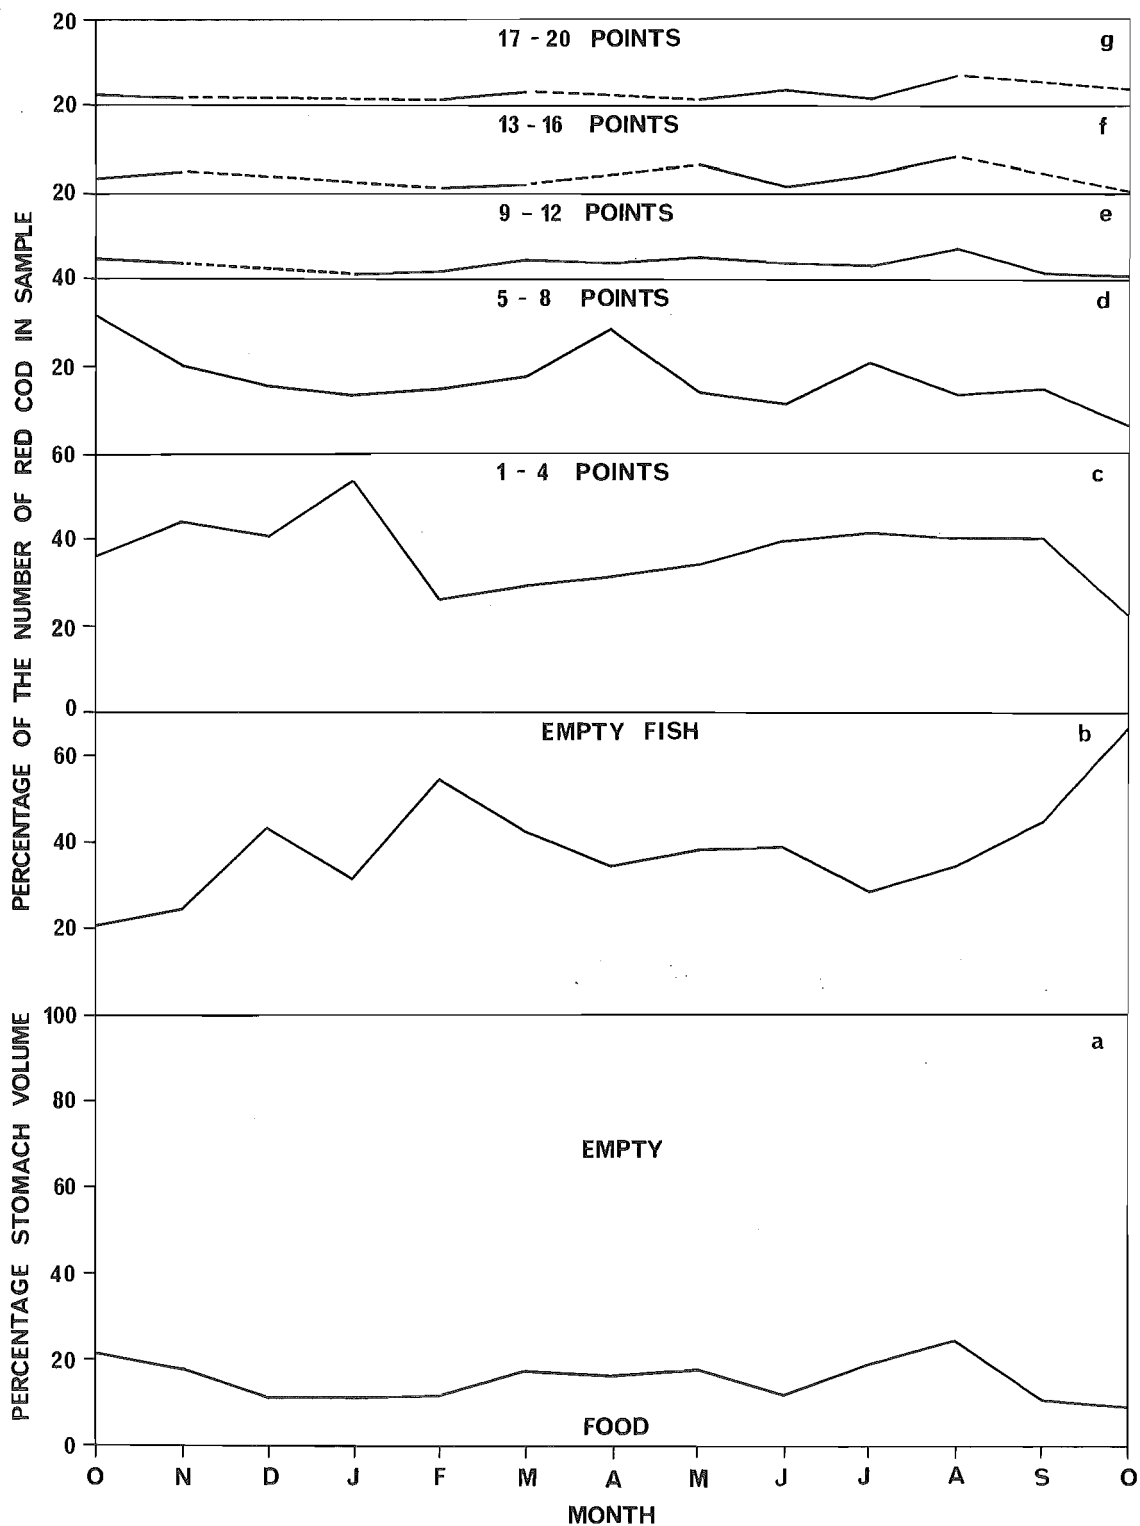 20
17 - 20 POINTS
g
20
13 - 16 POINTS
f
20
9 - 12 POINTS
e
40
5 - 8 POINTS
d
20
60
1 - 4 POINTS
c
40
20
0
EMPTY FISH
b
60
40
20
100
a
80
EMPTY
60
40
20
FOOD
0
O N D J F M A M J J A S O
MONTH
PERCENTAGE OF THE NUMBER OF RED COD IN SAMPLE
PERCENTAGE STOMACH VOLUME